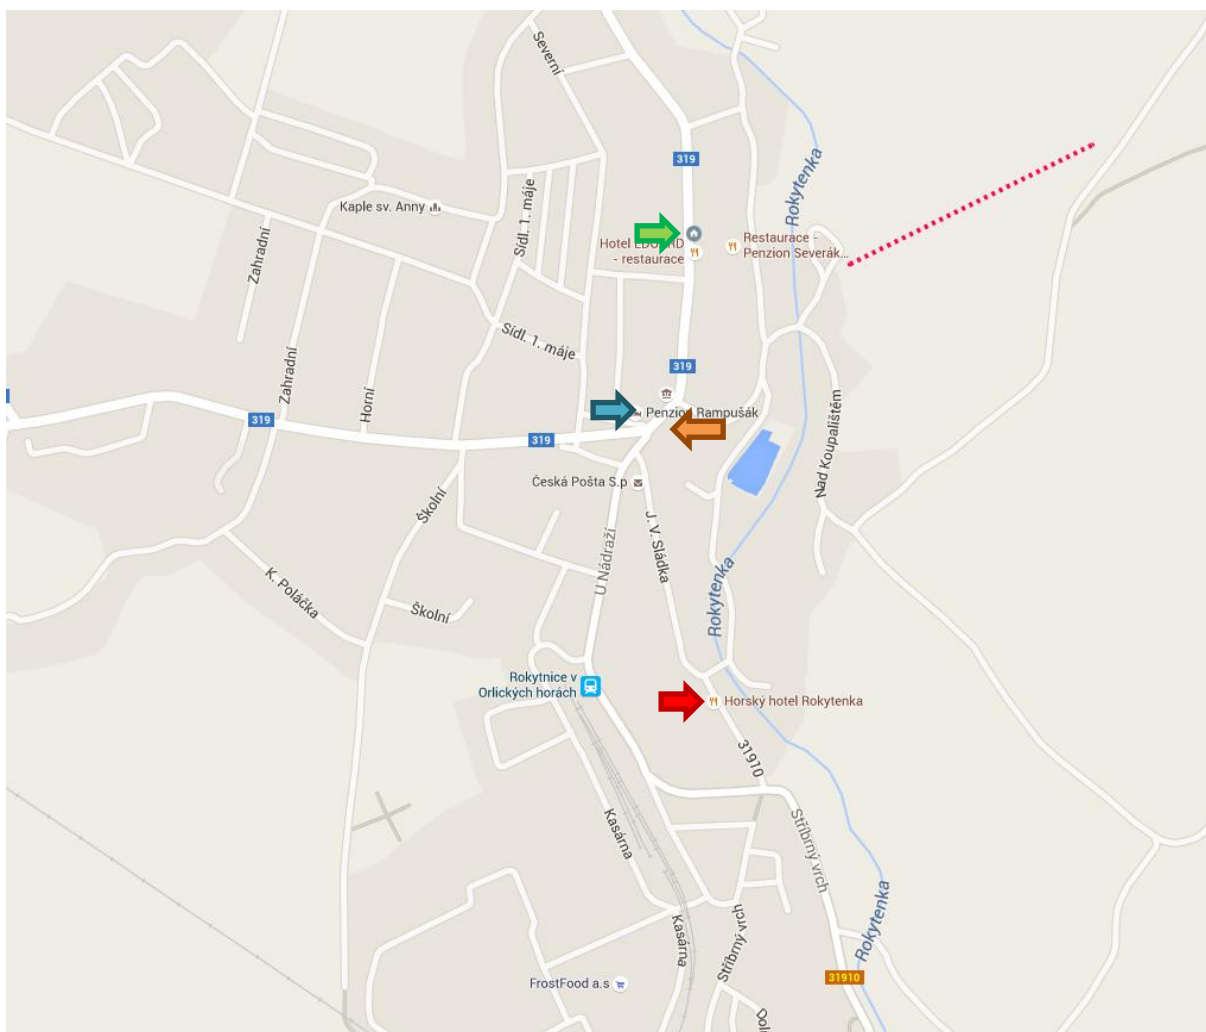 Severní
319
Rokytenka
Kaple sv. Anny
Sídl. 1. máje
Zahradní
Hotel EDUARD
- restaurace
Restaurace -
Penzion Severák...
Sídl. 1. máje
Zahradní
Horní
319
319
319
Penzion Rampušák
Nad Koupalištěm
Česká Pošta S.p
Školní
J. V. Sládka
U Nádraží
K. Poláčka
Školní
Rokytenka
Rokytnice v
Orlických horách
Horský hotel Rokytenka
31910
Kasárna
Stříbrný vrch
Rokytenka
Kasárna
Stříbrný vrch
31910
FrostFood a.s